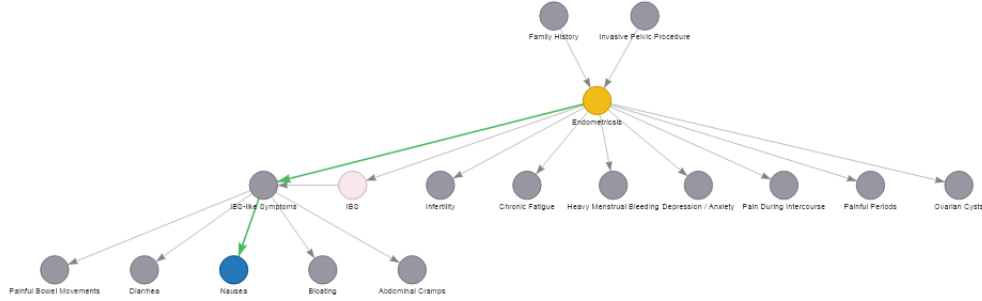 Family History
Invasive Pelvic Procedure
Endometriosis
IBS-like Symptoms
IBS
Infertility
Chronic Fatigue
Heavy Menstrual Bleeding
Depression / Anxiety
Pain During Intercourse
Painful Periods
Ovarian Cysts
Painful Bowel Movements
Diarrhea
Nausea
Bloating
Abdominal Cramps